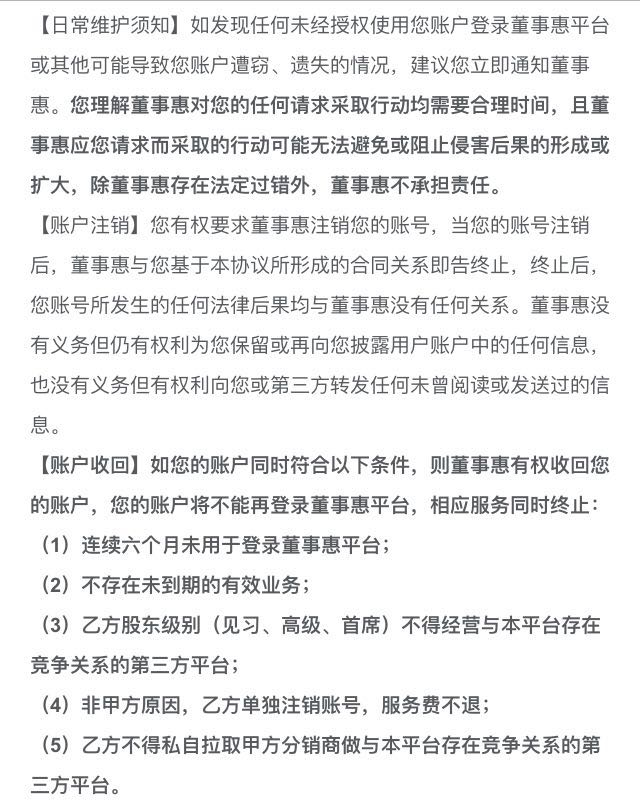 【日常维护须知】如发现任何未经授权使用您账户登录董事惠平台
或其他可能导致您账户遭窃、遗失的情况，建议您立即通知董事
惠。您理解董事惠对您的任何请求采取行动均需要合理时间，且董
事惠应您请求而采取的行动可能无法避免或阻止侵害后果的形成或
扩大，除董事惠存在法定过错外，董事惠不承担责任。
【账户注销】您有权要求董事惠注销您的账号，当您的账号注销
后，董事惠与您基于本协议所形成的合同关系即告终止，终止后，
您账号所发生的任何法律后果均与董事惠没有任何关系。董事惠没
有义务但仍有权利为您保留或再向您披露用户账户中的任何信息，
也没有义务但有权利向您或第三方转发任何未曾阅读或发送过的信
息。
【账户收回】如您的账户同时符合以下条件，则董事惠有权收回您
的账户，您的账户将不能再登录董事惠平台，相应服务同时终止：
（1）连续六个月未用于登录董事惠平台；
（2）不存在未到期的有效业务；
（3）乙方股东级别（见习、高级、首席）不得经营与本平台存在
竞争关系的第三方平台；
（4）非甲方原因，乙方单独注销账号，服务费不退；
（5）乙方不得私自拉取甲方分销商做与本平台存在竞争关系的第
三方平台。